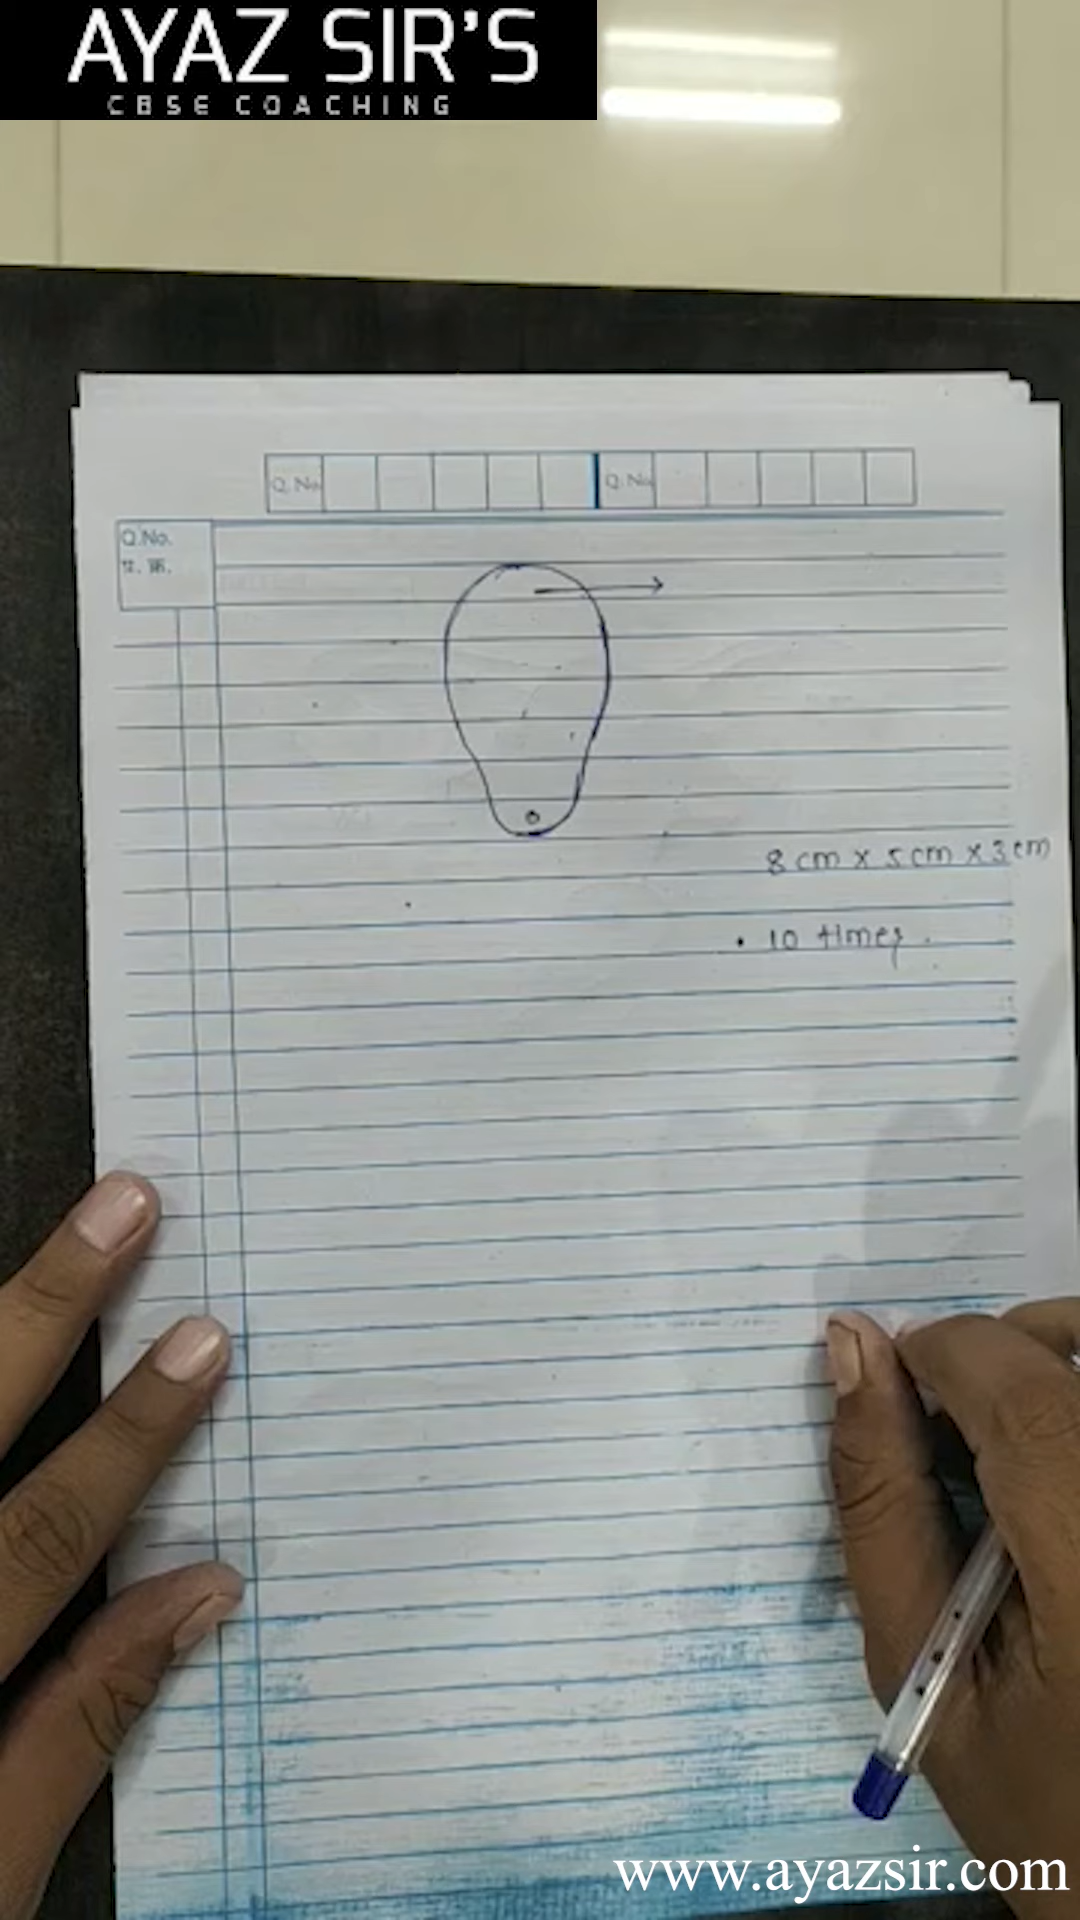 AYAZ SIR'S
CBSE COACHING
Q. No Q. No
Q.No.
प्र. क्र.
8 cm x 5 cm x 3 cm
• 10 times.
www.ayazsir.com